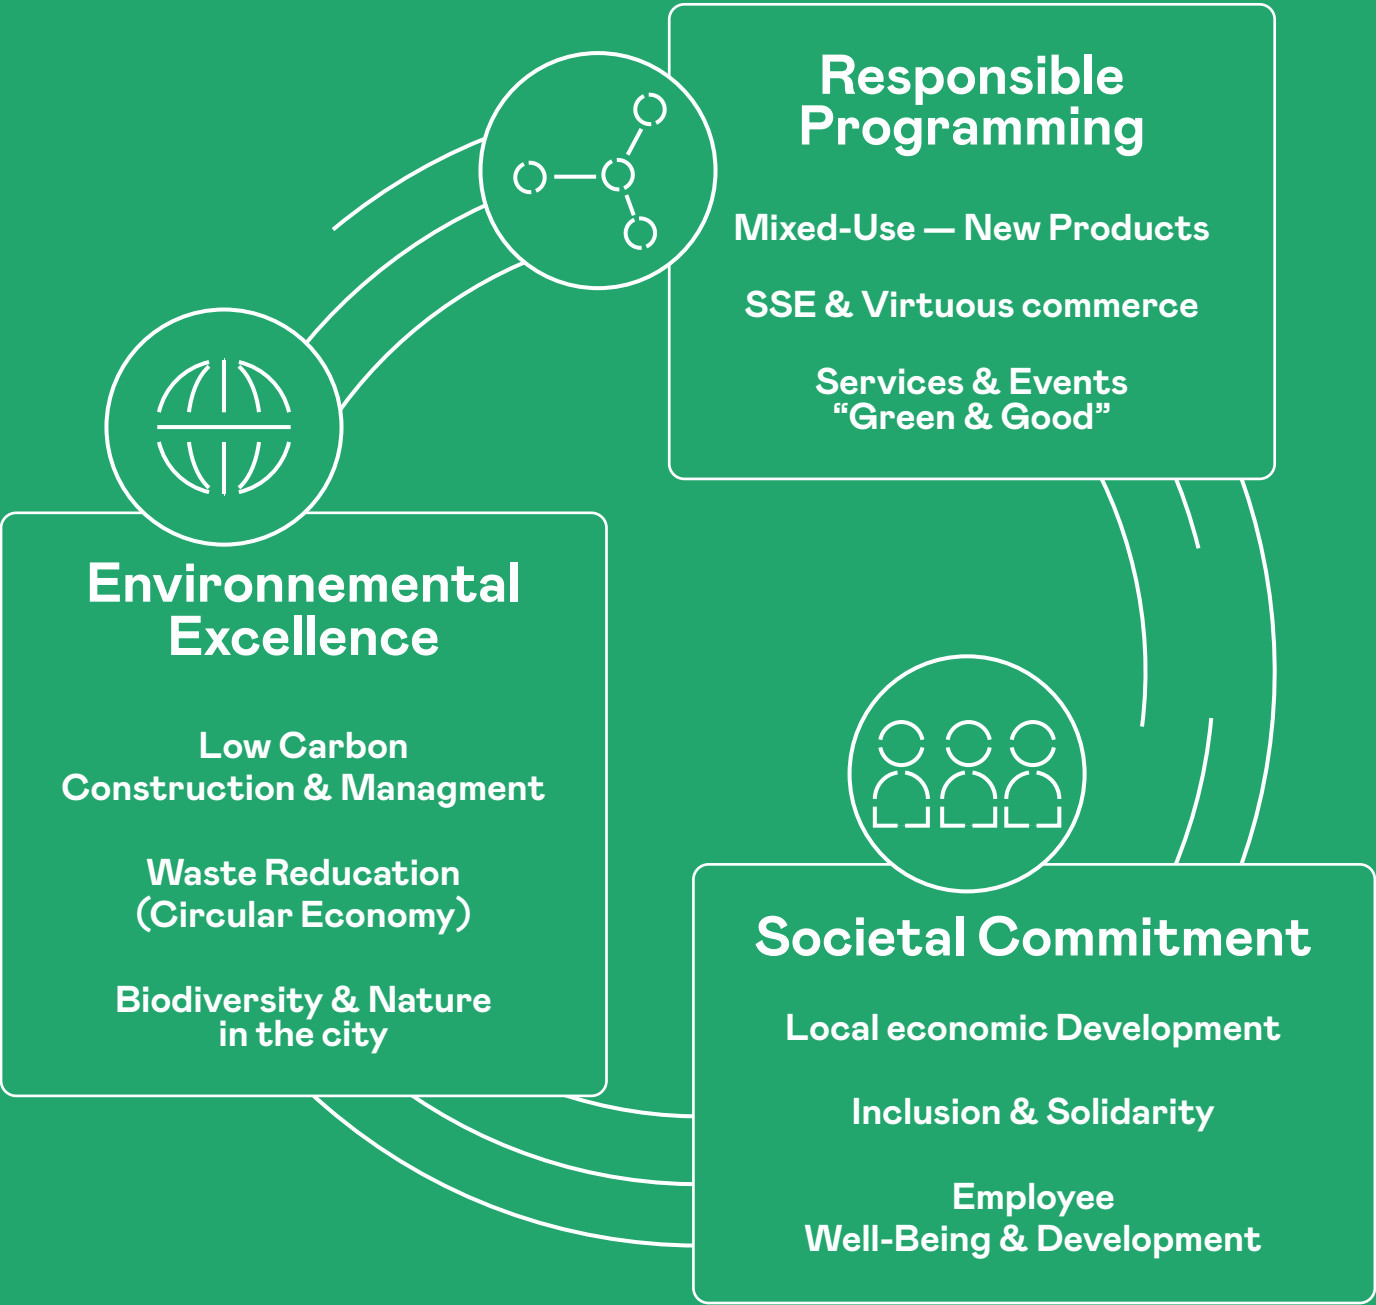 Responsible
Programming
Mixed-Use — New Products
SSE & Virtuous commerce
Services & Events
“Green & Good”
Environnemental
Excellence
Low Carbon
Construction & Managment
Waste Reducation
(Circular Economy)
Biodiversity & Nature
in the city
Societal Commitment
Local economic Development
Inclusion & Solidarity
Employee
Well-Being & Development